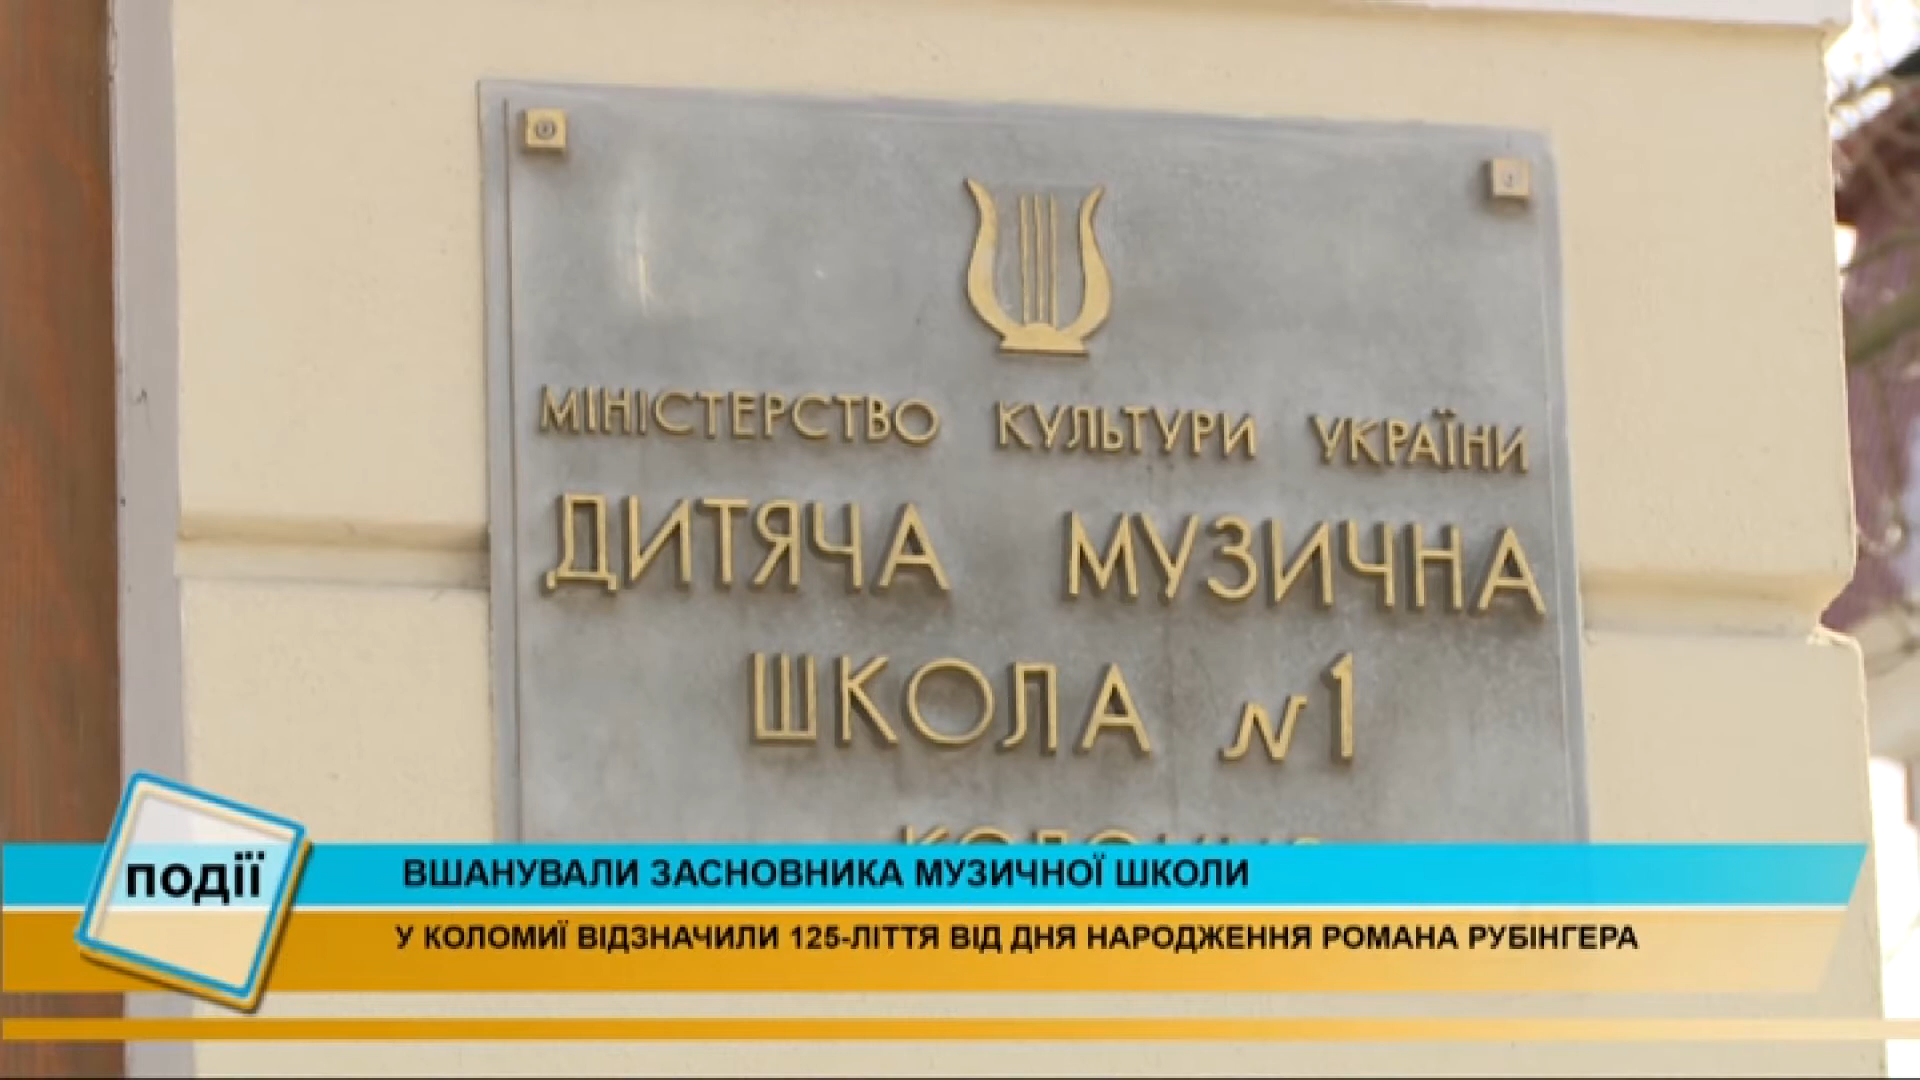 МІНІСТЕРСТВО КУЛЬТУРИ УКРАЇНИ
ДИТЯЧА МУЗИЧНА
ШКОЛА N1
події
ВШАНУВАЛИ ЗАСНОВНИКА МУЗИЧНОЇ ШКОЛИ
У КОЛОМИЇ ВІДЗНАЧИЛИ 125-ЛІТТЯ ВІД ДНЯ НАРОДЖЕННЯ РОМАНА РУБІНГЕРА